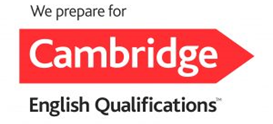 We prepare for
Cambridge
English Qualifications™